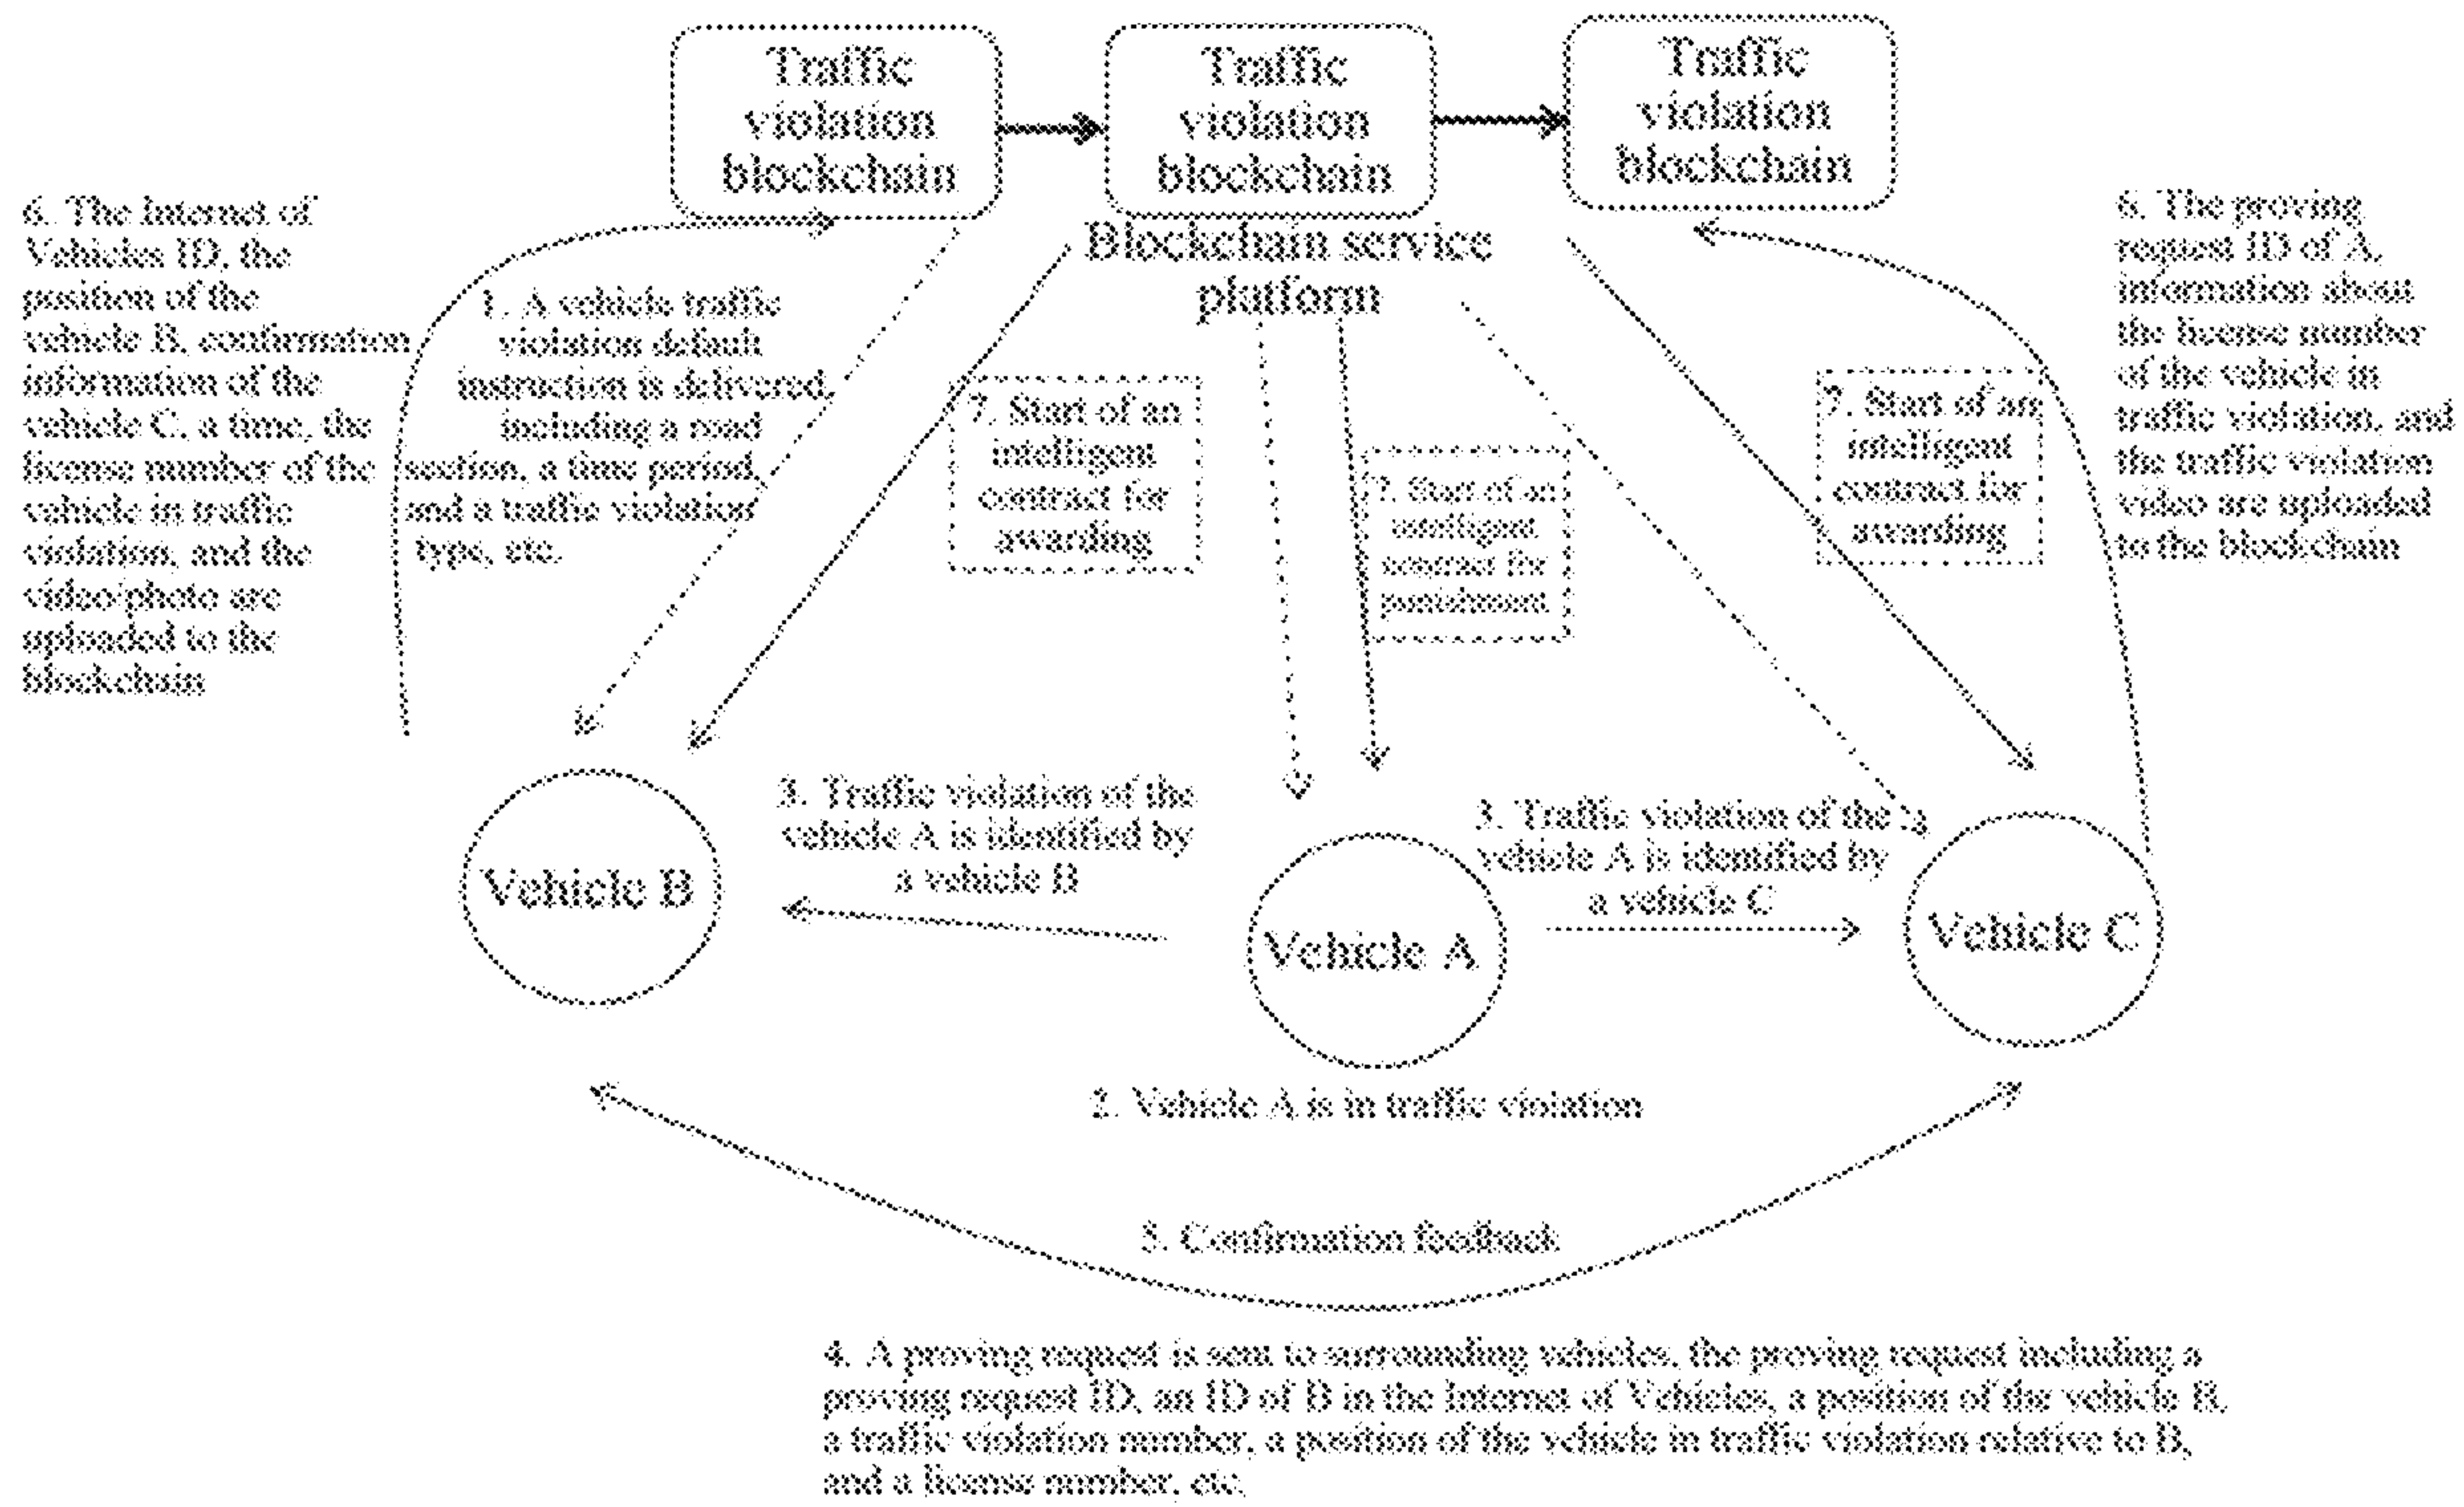 Traffic
violation
blockchain
Traffic
violation
blockchain
Traffic
violation
blockchain
Blockchain service
platform
6. The Internet of
Vehicles ID, the
position of the
vehicle B, confirmation
information of the
vehicle C, a time, the
license number of the
vehicle in traffic
violation, and the
video/photo are
uploaded to the
blockchain
1. A vehicle traffic
violation default
instruction is delivered,
including a road
section, a time period,
and a traffic violation
type, etc.
7. Start of an
intelligent
contract for
awarding
7. Start of an
intelligent
contract for
punishment
7. Start of an
intelligent
contract for
awarding
6. The proving
request ID of A,
information about
the license number
of the vehicle in
traffic violation, and
the traffic violation
video are uploaded
to the blockchain
3. Traffic violation of the
vehicle A is identified by
a vehicle B
3. Traffic violation of the
vehicle A is identified by
a vehicle C
Vehicle B
Vehicle A
Vehicle C
2. Vehicle A is in traffic violation
5. Confirmation feedback
4. A proving request is sent to surrounding vehicles, the proving request including a
proving request ID, an ID of B in the Internet of Vehicles, a position of the vehicle B,
a traffic violation number, a position of the vehicle in traffic violation relative to B,
and a license number, etc.